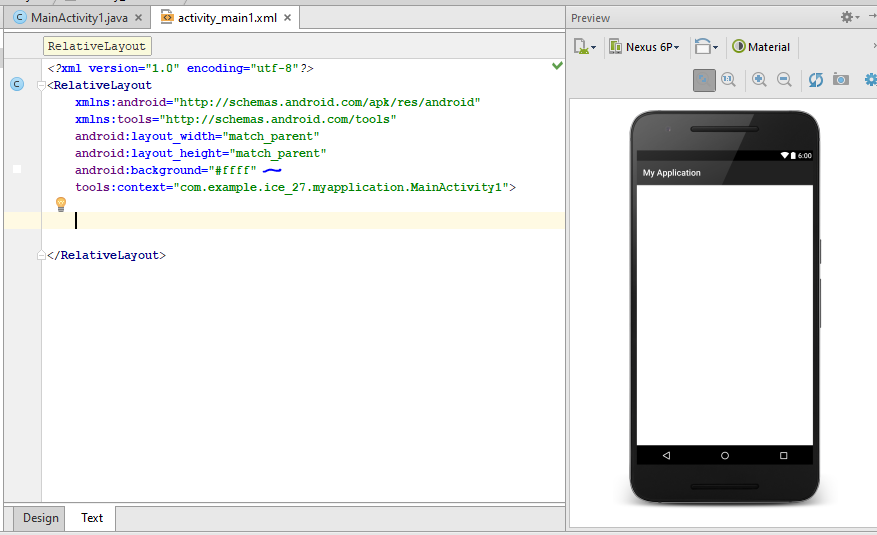 MainActivity1.java
activity_main1.xml
Preview
RelativeLayout
Nexus 6P
Material
<?xml version="1.0" encoding="utf-8"?>
<RelativeLayout
xmlns:android="http://schemas.android.com/apk/res/android"
xmlns:tools="http://schemas.android.com/tools"
android:layout_width="match_parent"
android:layout_height="match_parent"
android:background="#ffff"
tools:context="com.example.ice_27.myapplication.MainActivity1">
</RelativeLayout>
1:1
6:00
My Application
Design
Text